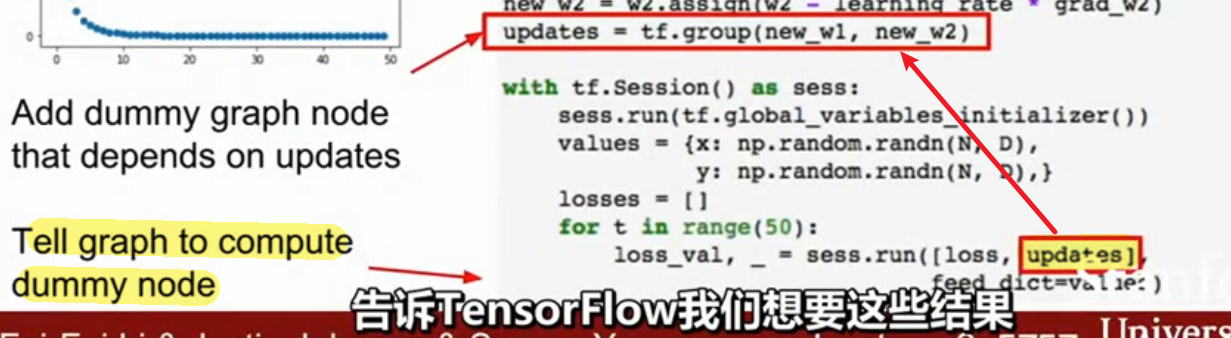 new_w2 = w2.assign(w2 - learning_rate * grad_w2)
updates = tf.group(new_w1, new_w2)
0
0 10 20 30 40 50
Add dummy graph node
that depends on updates
with tf.Session() as sess:
sess.run(tf.global_variables_initializer())
values = {x: np.random.randn(N, D),
y: np.random.randn(N, D),}
losses = []
for t in range(50):
loss_val, _ = sess.run([loss, updates],
feed_dict=values)
Tell graph to compute
dummy node
告诉TensorFlow我们想要这些结果
Univers